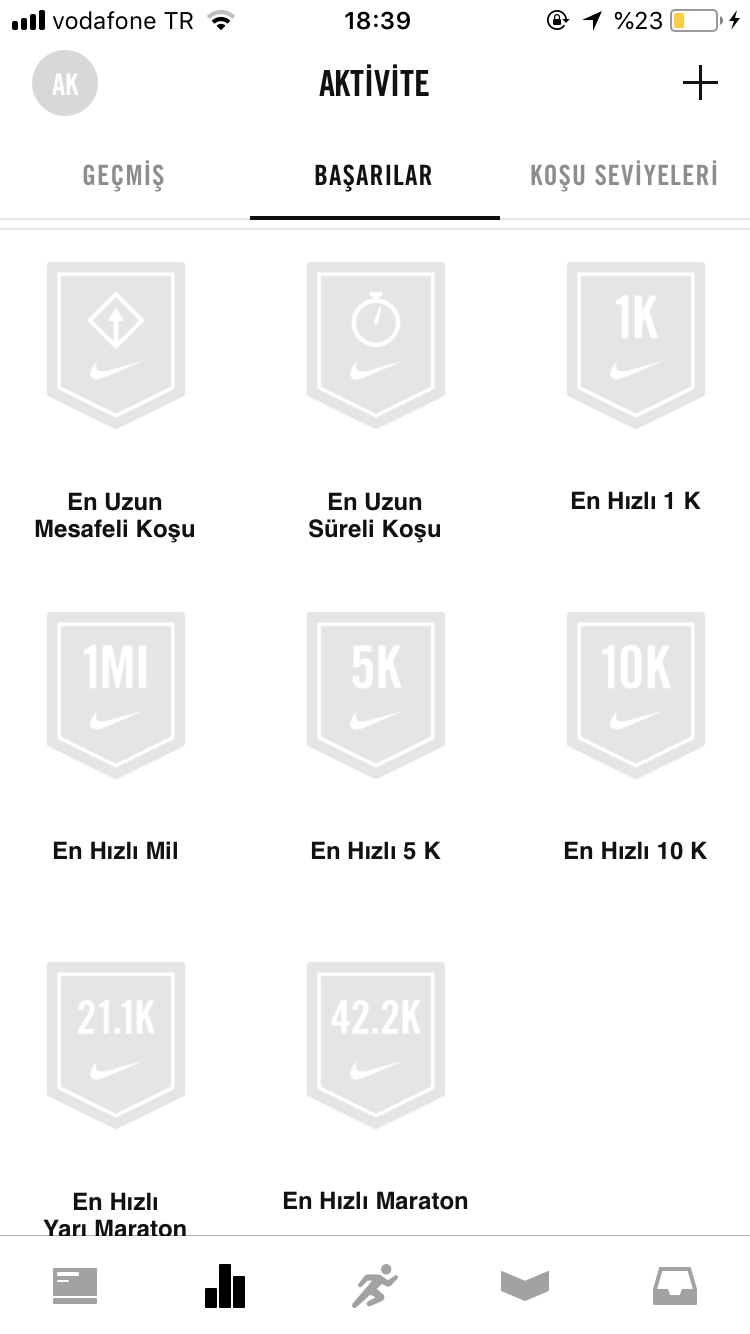 vodafone TR 18:39 %23
AK AKTİVİTE
GEÇMİŞ BAŞARILAR KOŞU SEVİYELERİ
1K
En Uzun
Mesafeli Koşu
En Uzun
Süreli Koşu
En Hızlı 1 K
1MI 5K 10K
En Hızlı Mil En Hızlı 5 K En Hızlı 10 K
21.1K 42.2K
En Hızlı
Yarı Maraton
En Hızlı Maraton